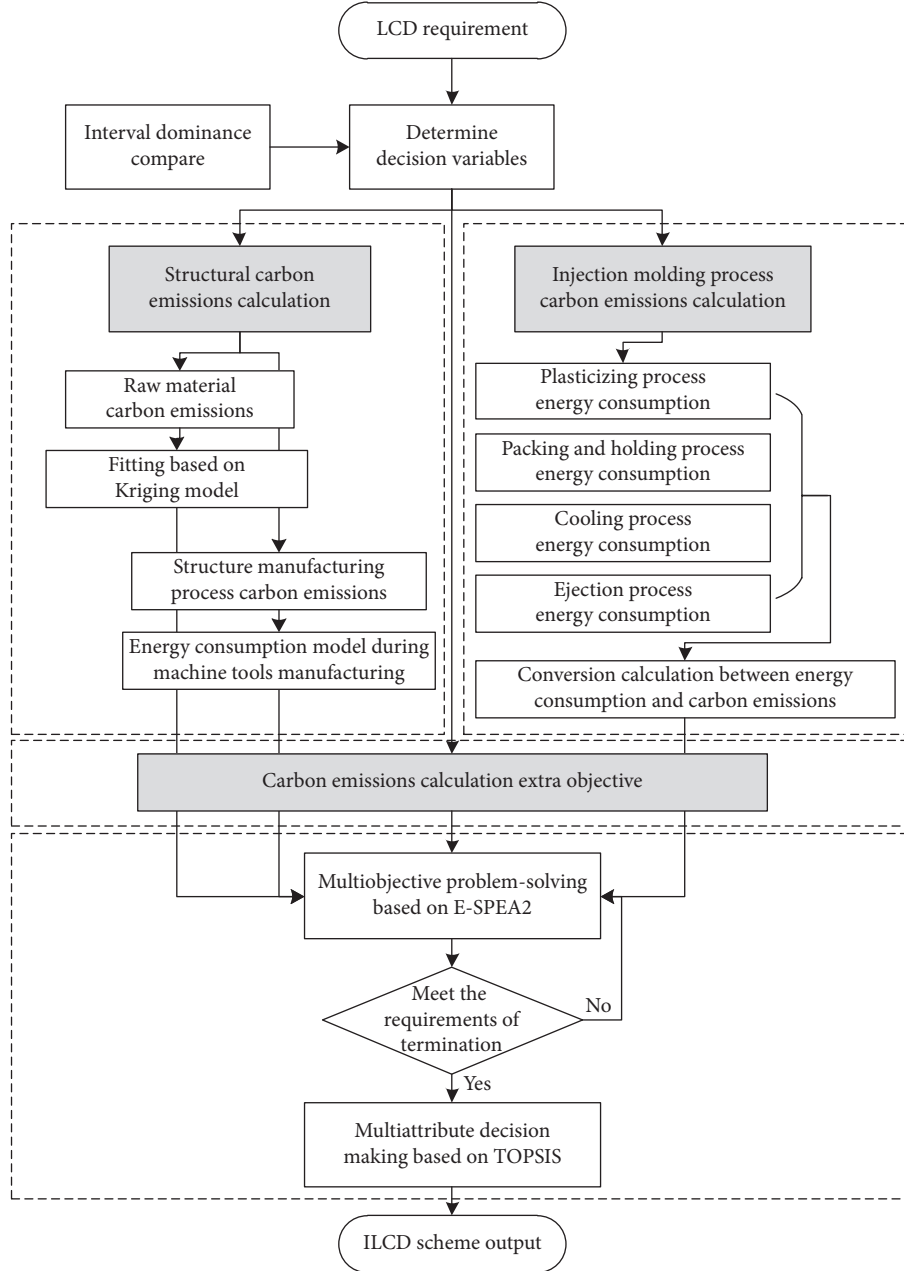 LCD requirement
Interval dominance
compare
Determine
decision variables
Structural carbon
emissions calculation
Raw material
carbon emissions
Fitting based on
Kriging model
Structure manufacturing
process carbon emissions
Energy consumption model during
machine tools manufacturing
Injection molding process
carbon emissions calculation
Plasticizing process
energy consumption
Packing and holding process
energy consumption
Cooling process
energy consumption
Ejection process
energy consumption
Conversion calculation between energy
consumption and carbon emissions
Carbon emissions calculation extra objective
Multiobjective problem-solving
based on E-SPEA2
Meet the
requirements of
termination
No
Yes
Multiattribute decision
making based on TOPSIS
ILCD scheme output